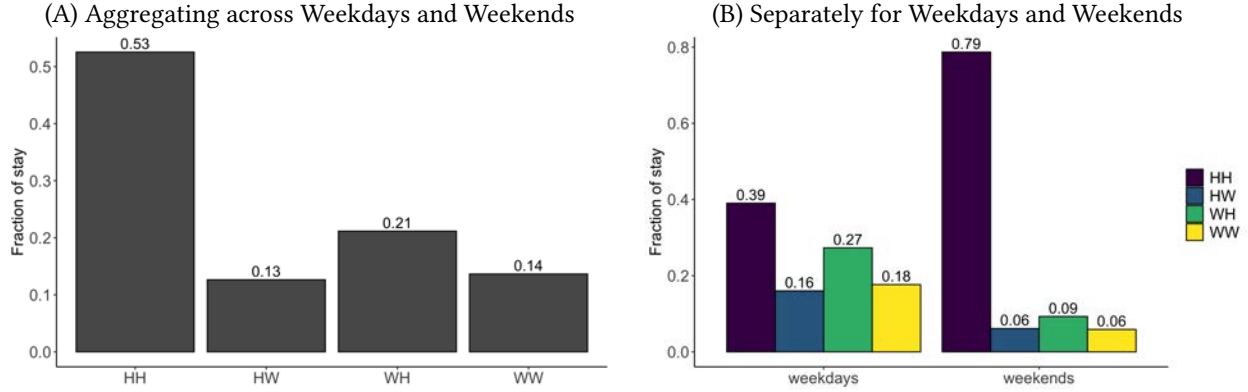 (A) Aggregating across Weekdays and Weekends
Fraction of stay
0.5
0.4
0.3
0.2
0.1
0.0
0.53
0.13
0.21
0.14
HH
HW
WH
WW
(B) Separately for Weekdays and Weekends
Fraction of stay
0.8
0.6
0.4
0.2
0.0
0.39
0.16
0.27
0.18
0.79
0.06
0.09
0.06
weekdays
weekends
HH
HW
WH
WW